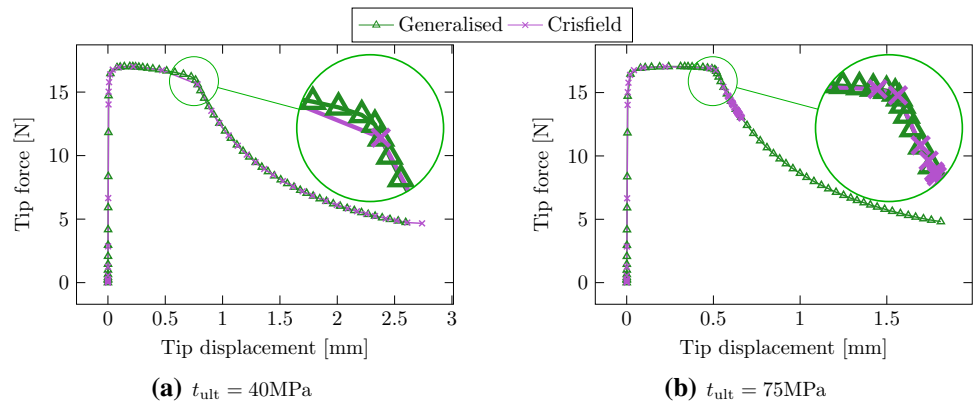 Generalised Crisfield
15
10
5
0
Tip force [N]
0 0.5 1 1.5 2 2.5 3
Tip displacement [mm]
(a) t_ult = 40MPa
15
10
5
0
Tip force [N]
0 0.5 1 1.5
Tip displacement [mm]
(b) t_ult = 75MPa